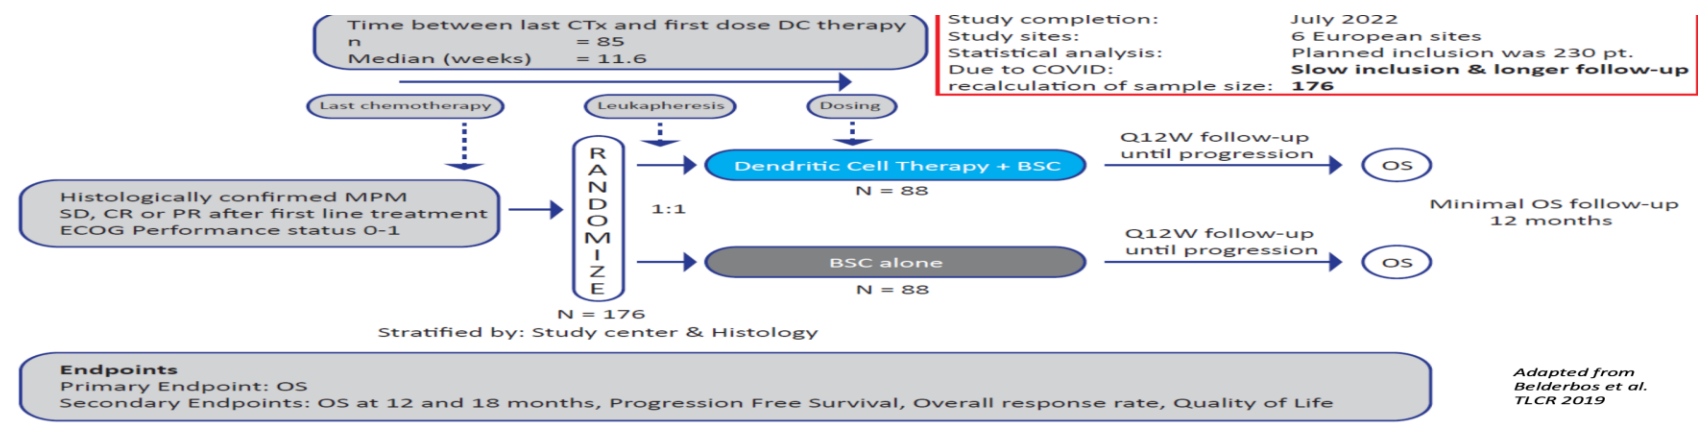 Time between last CTx and first dose DC therapy
n = 85
Median (weeks) = 11.6
Study completion: July 2022
Study sites: 6 European sites
Statistical analysis: Planned inclusion was 230 pt.
Due to COVID: Slow inclusion & longer follow-up
recalculation of sample size: 176
Last chemotherapy
Leukapheresis
Dosing
Histologically confirmed MPM
SD, CR or PR after first line treatment
ECOG Performance status 0-1
RANDOMIZE
N = 176
Stratified by: Study center & Histology
1:1
Dendritic Cell Therapy + BSC
N = 88
Q12W follow-up
until progression
OS
BSC alone
N = 88
Q12W follow-up
until progression
OS
Minimal OS follow-up
12 months
Endpoints
Primary Endpoint: OS
Secondary Endpoints: OS at 12 and 18 months, Progression Free Survival, Overall response rate, Quality of Life
Adapted from
Belderbos et al.
TLCR 2019